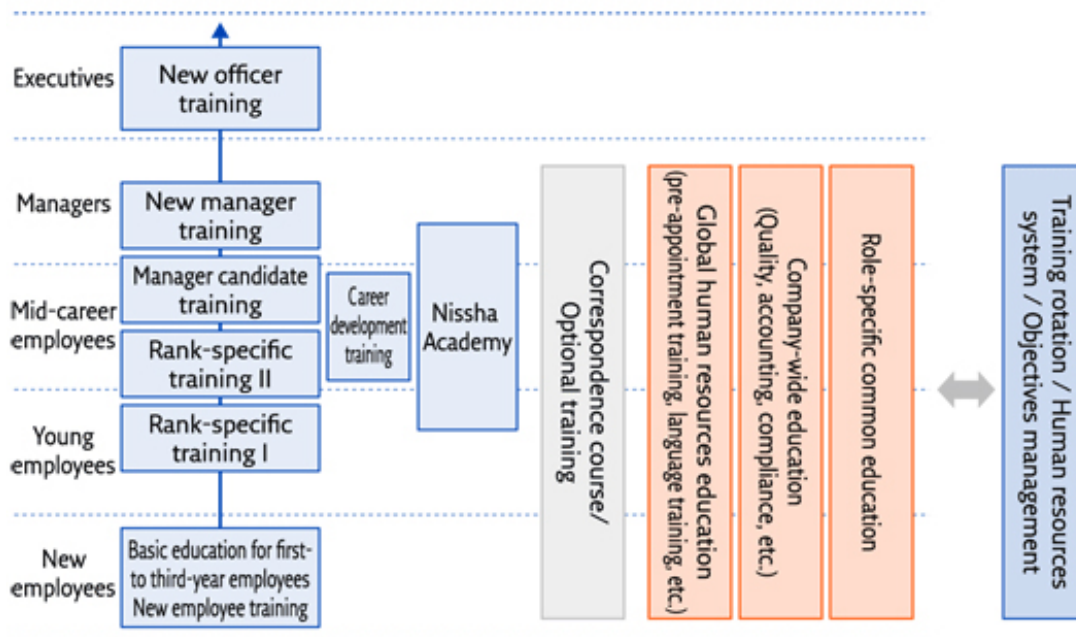 Executives
New officer
training
Managers
New manager
training
Mid-career
employees
Manager candidate
training
Rank-specific
training II
Career
development
training
Nissha
Academy
Young
employees
Rank-specific
training I
New
employees
Basic education for first-
to third-year employees
New employee training
Correspondence course/
Optional training
Global human resources education
(pre-appointment training, language training, etc.)
Company-wide education
(Quality, accounting, compliance, etc.)
Role-specific common education
Training rotation / Human resources
system / Objectives management